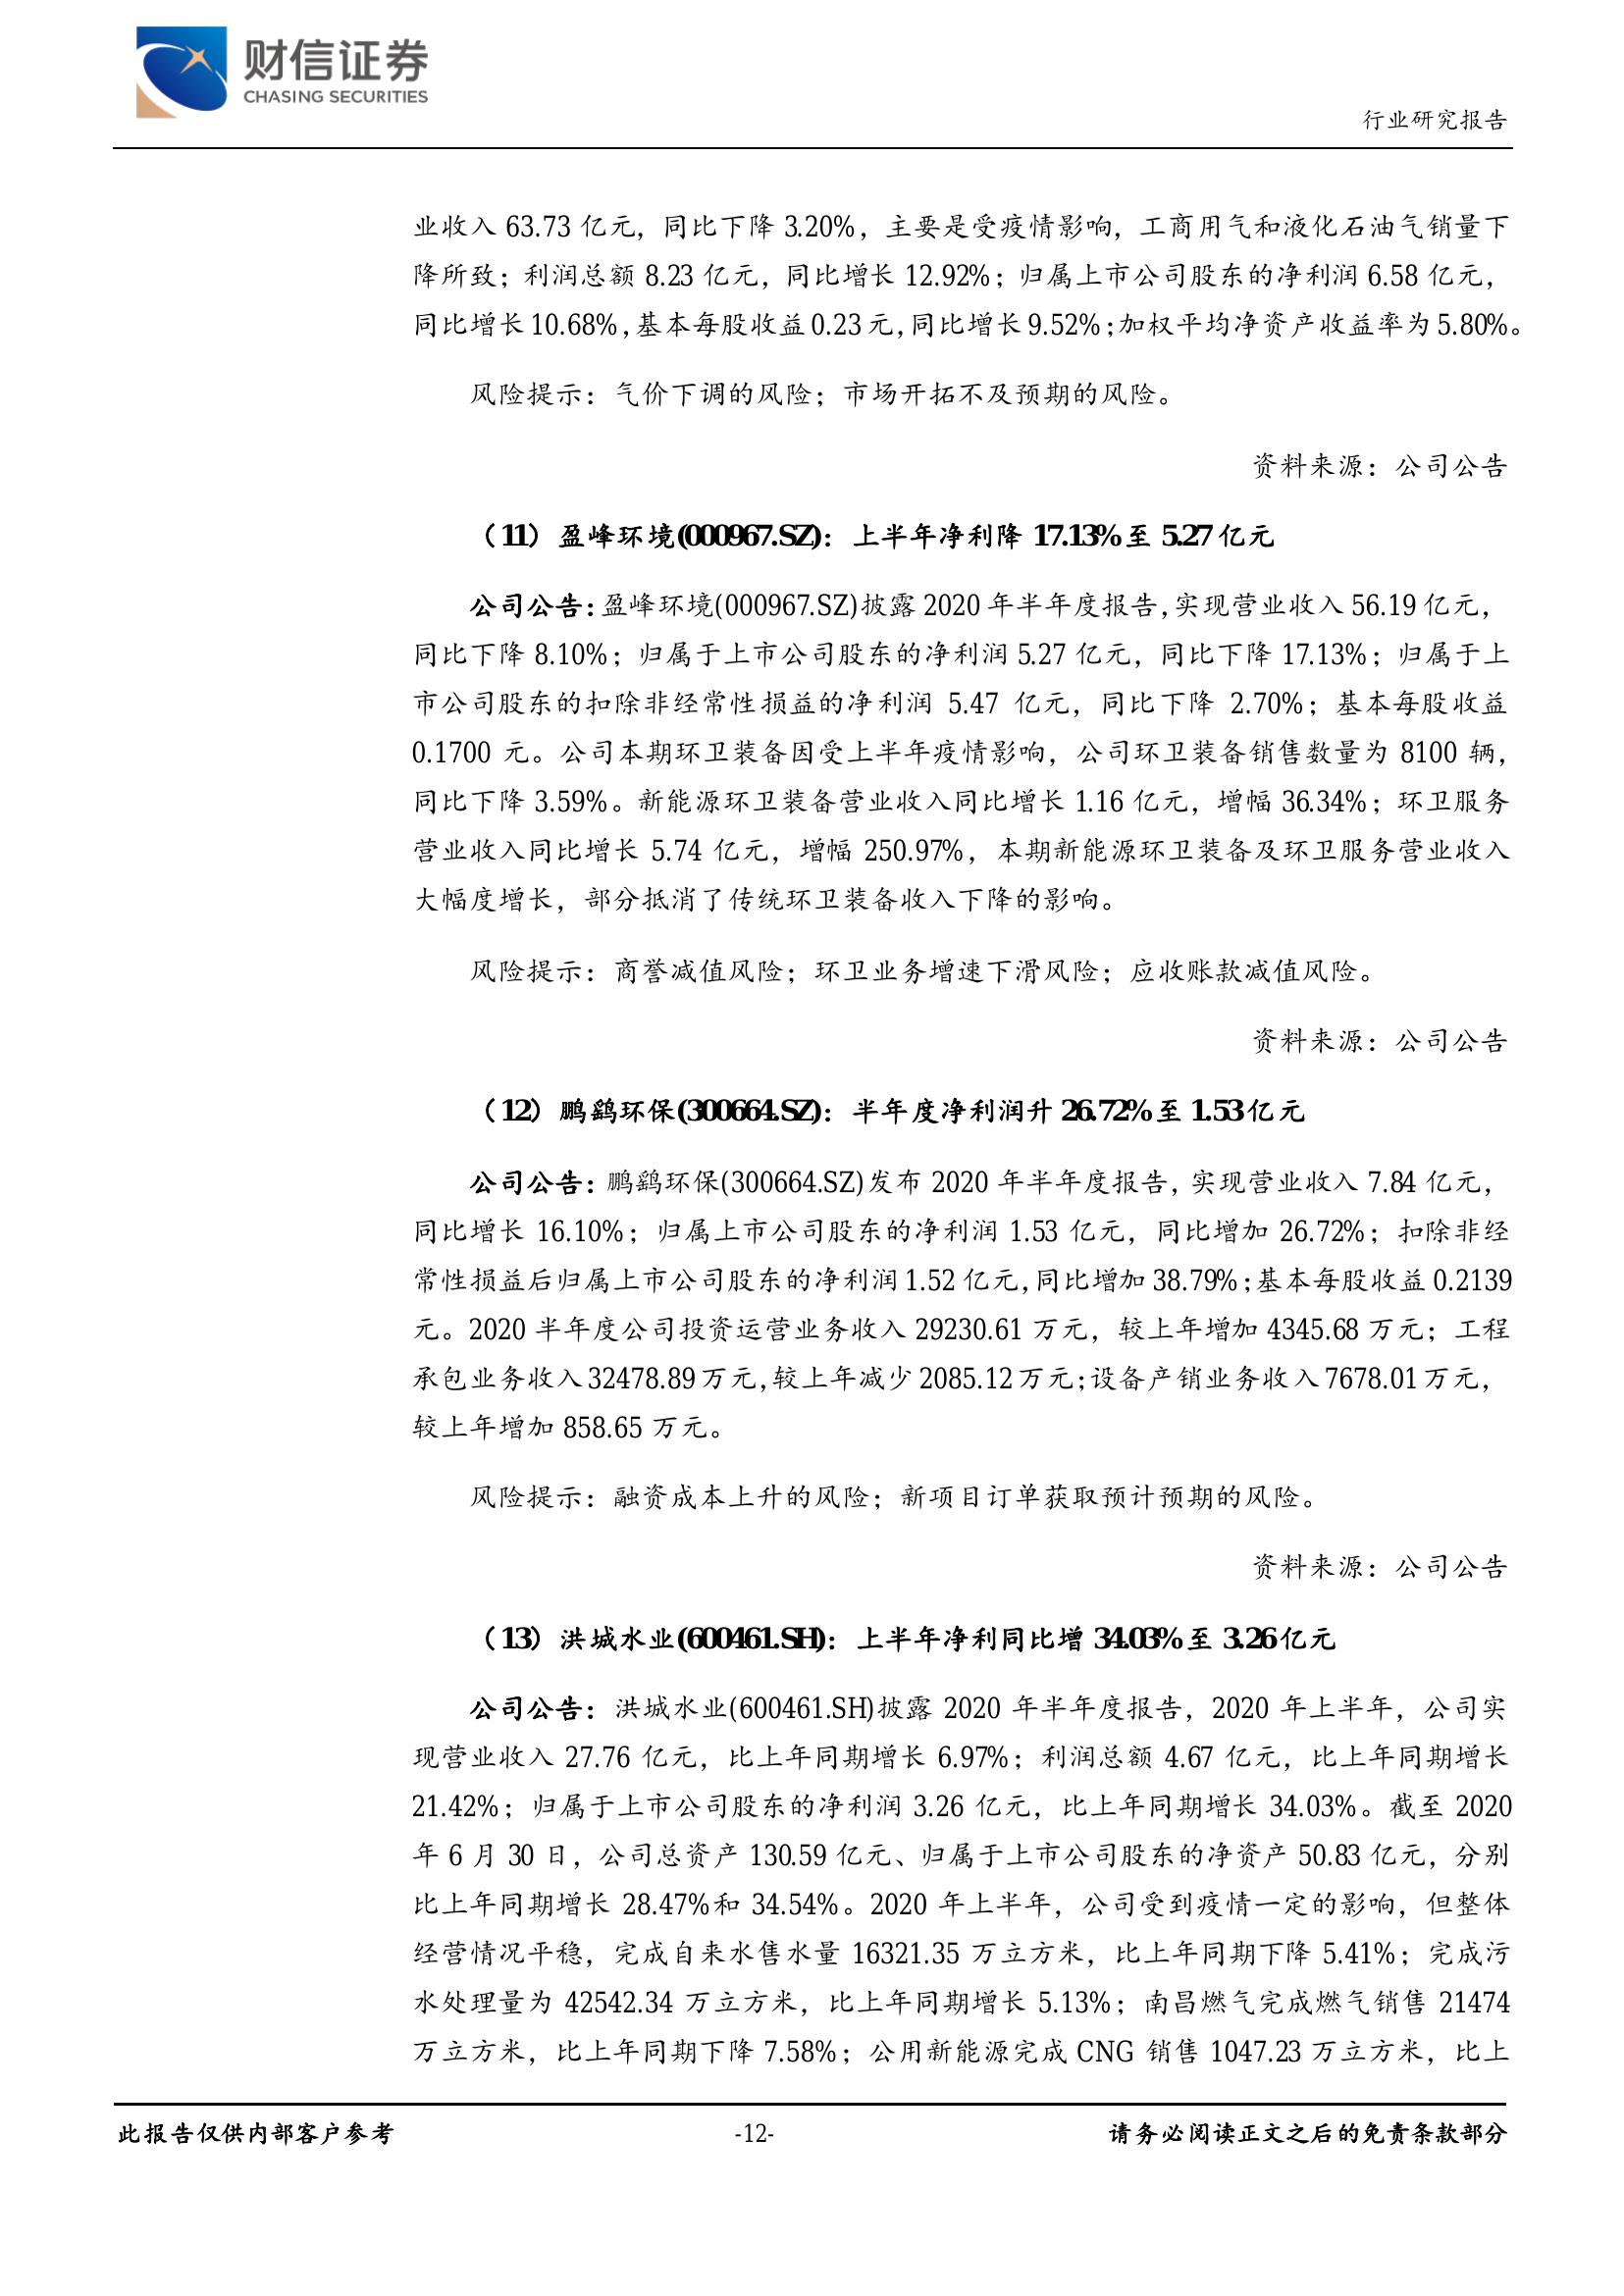 财信证券
CHASING SECURITIES
行业研究报告
业收入 63.73 亿元，同比下降 3.20%，主要是受疫情影响，工商用气和液化石油气销量下
降所致；利润总额 8.23 亿元，同比增长 12.92%；归属上市公司股东的净利润 6.58 亿元，
同比增长 10.68%，基本每股收益 0.23 元，同比增长 9.52%；加权平均净资产收益率为 5.80%。
风险提示：气价下调的风险；市场开拓不及预期的风险。
资料来源：公司公告
（11）盈峰环境(000967.SZ)：上半年净利降 17.13%至 5.27 亿元
公司公告：盈峰环境(000967.SZ)披露 2020 年半年度报告，实现营业收入 56.19 亿元，
同比下降 8.10%；归属于上市公司股东的净利润 5.27 亿元，同比下降 17.13%；归属于上
市公司股东的扣除非经常性损益的净利润 5.47 亿元，同比下降 2.70%；基本每股收益
0.1700 元。公司本期环卫装备因受上半年疫情影响，公司环卫装备销售数量为 8100 辆，
同比下降 3.59%。新能源环卫装备营业收入同比增长 1.16 亿元，增幅 36.34%；环卫服务
营业收入同比增长 5.74 亿元，增幅 250.97%，本期新能源环卫装备及环卫服务营业收入
大幅度增长，部分抵消了传统环卫装备收入下降的影响。
风险提示：商誉减值风险；环卫业务增速下滑风险；应收账款减值风险。
资料来源：公司公告
（12）鹏鹞环保(300664.SZ)：半年度净利润升 26.72%至 1.53 亿元
公司公告：鹏鹞环保(300664.SZ)发布 2020 年半年度报告，实现营业收入 7.84 亿元，
同比增长 16.10%；归属上市公司股东的净利润 1.53 亿元，同比增加 26.72%；扣除非经
常性损益后归属上市公司股东的净利润 1.52 亿元，同比增加 38.79%；基本每股收益 0.2139
元。2020 半年度公司投资运营业务收入 29230.61 万元，较上年增加 4345.68 万元；工程
承包业务收入 32478.89 万元，较上年减少 2085.12 万元；设备产销业务收入 7678.01 万元，
较上年增加 858.65 万元。
风险提示：融资成本上升的风险；新项目订单获取预计预期的风险。
资料来源：公司公告
（13）洪城水业(600461.SH)：上半年净利同比增 34.03%至 3.26 亿元
公司公告：洪城水业(600461.SH)披露 2020 年半年度报告，2020 年上半年，公司实
现营业收入 27.76 亿元，比上年同期增长 6.97%；利润总额 4.67 亿元，比上年同期增长
21.42%；归属于上市公司股东的净利润 3.26 亿元，比上年同期增长 34.03%。截至 2020
年 6 月 30 日，公司总资产 130.59 亿元、归属于上市公司股东的净资产 50.83 亿元，分别
比上年同期增长 28.47%和 34.54%。2020 年上半年，公司受到疫情一定的影响，但整体
经营情况平稳，完成自来水售水量 16321.35 万立方米，比上年同期下降 5.41%；完成污
水处理量为 42542.34 万立方米，比上年同期增长 5.13%；南昌燃气完成燃气销售 21474
万立方米，比上年同期下降 7.58%；公用新能源完成 CNG 销售 1047.23 万立方米，比上
此报告仅供内部客户参考
-12-
请务必阅读正文之后的免责条款部分